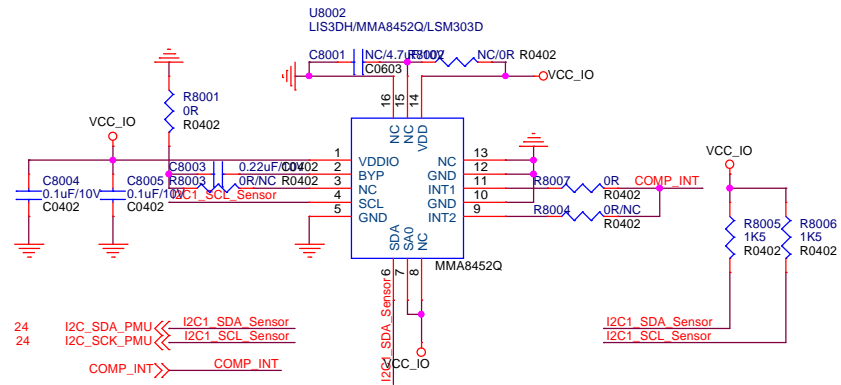 U8002
LIS3DH/MMA8452Q/LSM303D
C8001
NC/4.7uF/10V
R8002
NC/0R
R0402
C0603
VCC_IO
R8001
0R
R0402
VCC_IO
16
15
14
NC
NC
VDD
1
VDDIO
NC
13
C8003
0.22uF/10V
C0402
2
BYP
GND
12
R8003
0R/NC
R0402
3
NC
INT1
11
R8007
0R
COMP_INT
R0402
I2C1_SCL_Sensor
4
SCL
GND
10
5
GND
INT2
9
R8004
0R/NC
R0402
C8004
0.1uF/10V
C0402
C8005
0.1uF/10V
C0402
SDA
SA0
NC
MMA8452Q
6
7
8
I2C1_SDA_Sensor
VCC_IO
VCC_IO
R8005
1K5
R0402
R8006
1K5
R0402
I2C1_SDA_Sensor
I2C1_SCL_Sensor
24
I2C_SDA_PMU
I2C1_SDA_Sensor
24
I2C_SCK_PMU
I2C1_SCL_Sensor
COMP_INT
COMP_INT